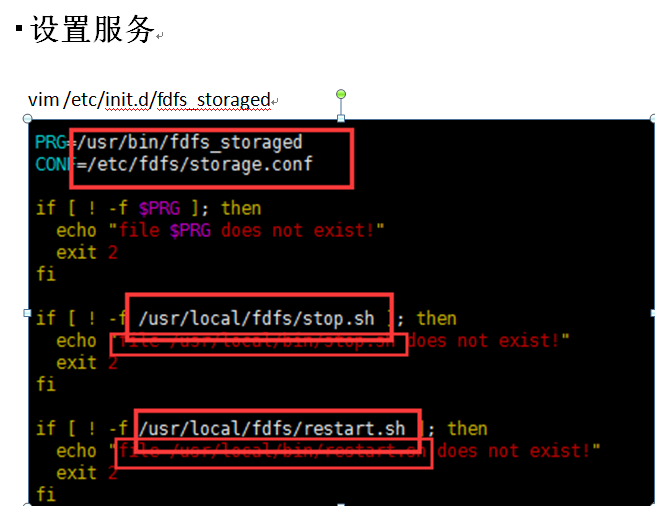 ▪设置服务
vim /etc/init.d/fdfs_storaged
PRG=/usr/bin/fdfs_storaged
CONF=/etc/fdfs/storage.conf
if [ ! -f $PRG ]; then
echo "file $PRG does not exist!"
exit 2
fi
if [ ! -f /usr/local/fdfs/stop.sh ]; then
echo "file /usr/local/bin/stop.sh does not exist!"
exit 2
fi
if [ ! -f /usr/local/fdfs/restart.sh ]; then
echo "file /usr/local/bin/restart.sh does not exist!"
exit 2
fi